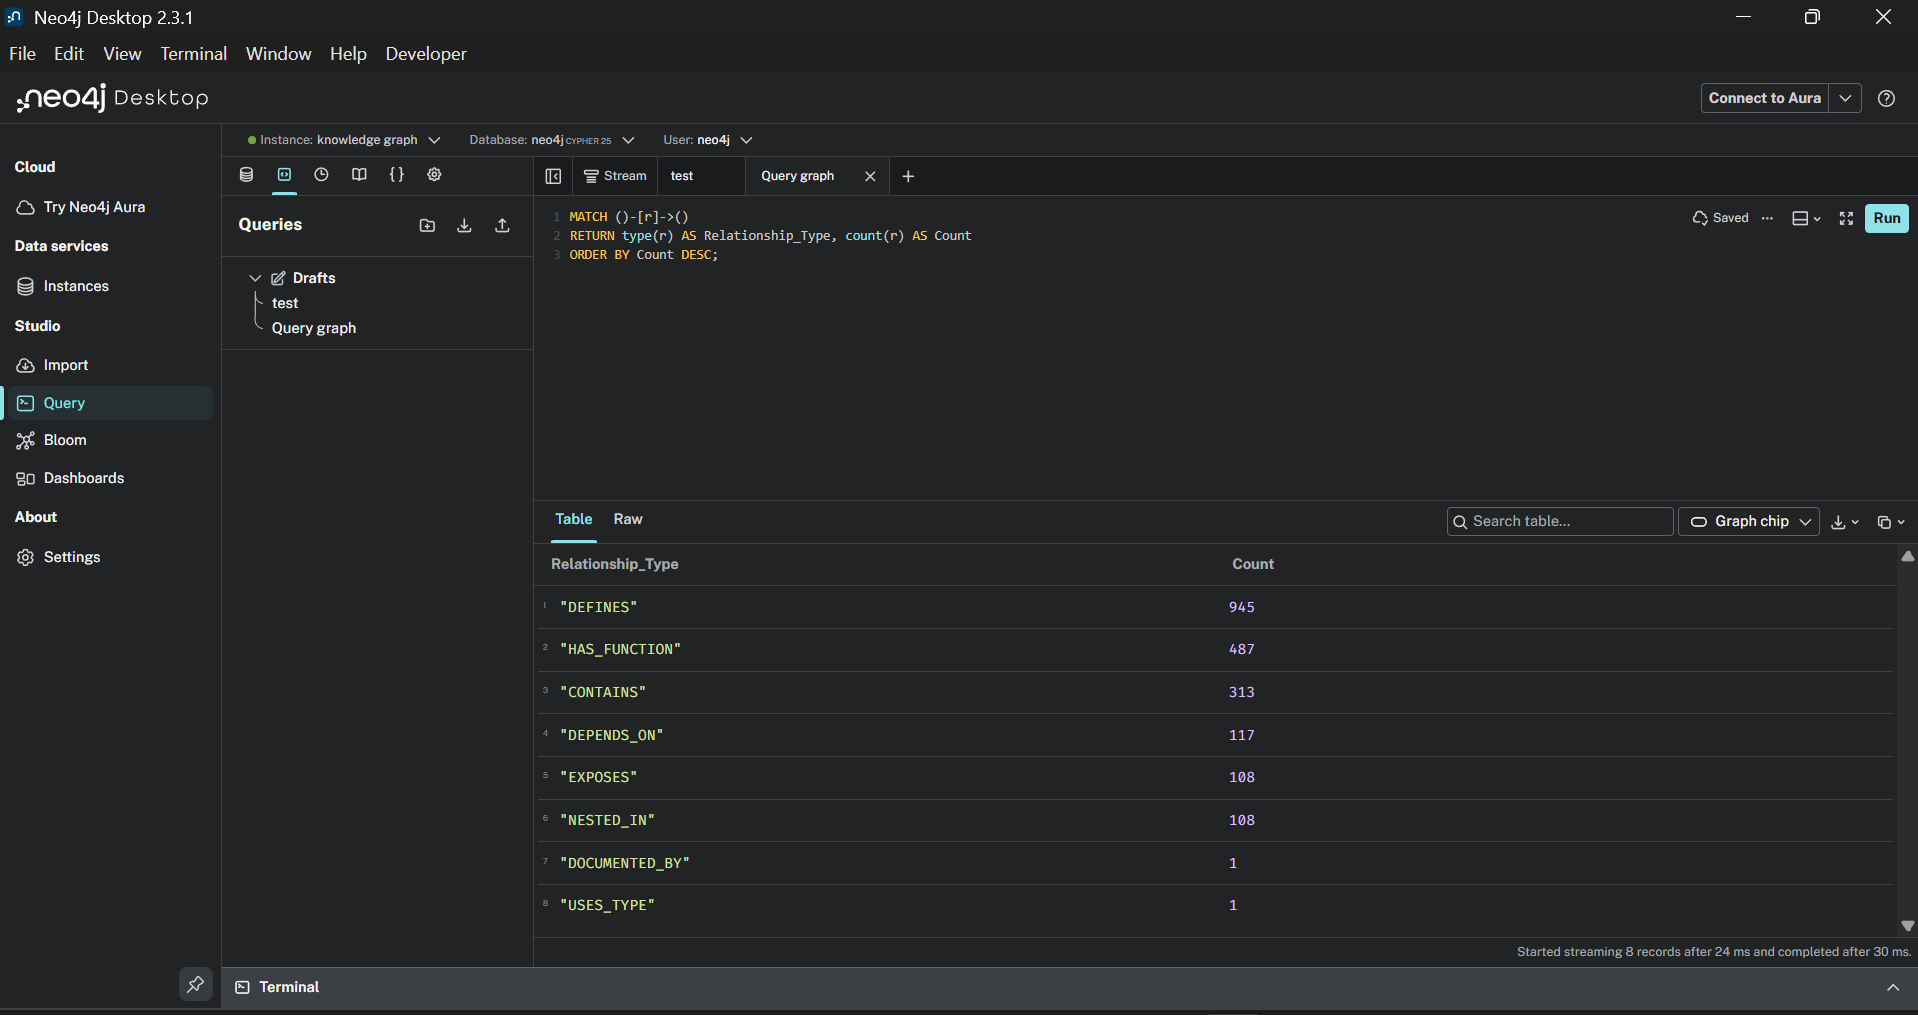 Neo4j Desktop 2.3.1
File Edit View Terminal Window Help Developer
neo4j Desktop
Connect to Aura
Instance: knowledge graph Database: neo4j CYPHER 25 User: neo4j
Cloud
Try Neo4j Aura
Data services
Instances
Studio
Import
Query
Bloom
Dashboards
About
Settings
Queries
Drafts
test
Query graph
Stream test Query graph
1 MATCH ()-[r]->()
2 RETURN type(r) AS Relationship_Type, count(r) AS Count
3 ORDER BY Count DESC;
Saved ... Run
Table Raw
Search table... Graph chip
Relationship_Type Count
1 "DEFINES" 945
2 "HAS_FUNCTION" 487
3 "CONTAINS" 313
4 "DEPENDS_ON" 117
5 "EXPOSES" 108
6 "NESTED_IN" 108
7 "DOCUMENTED_BY" 1
8 "USES_TYPE" 1
Started streaming 8 records after 24 ms and completed after 30 ms.
Terminal